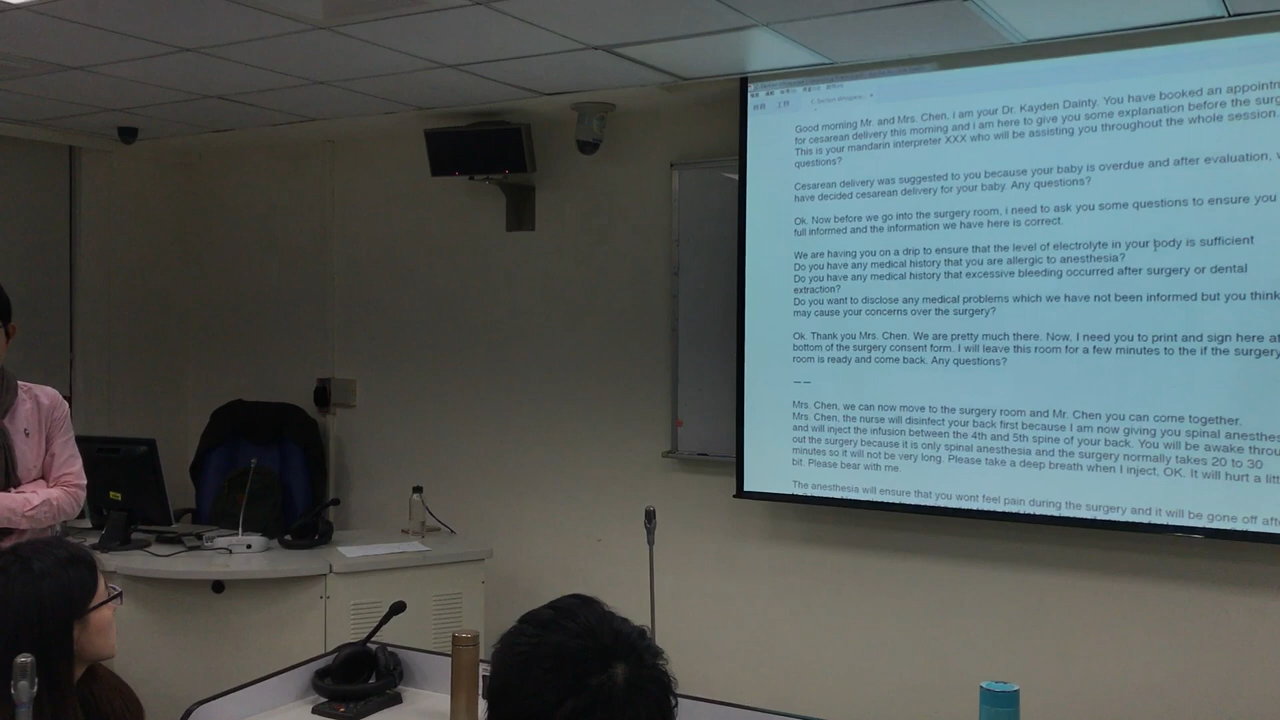 Good morning Mr. and Mrs. Chen, i am your Dr. Kayden Dainty. You have booked an appointm
for cesarean delivery this morning and i am here to give you some explanation before the surg
This is your mandarin interpreter XXX who will be assisting you throughout the whole session.
questions?
Cesarean delivery was suggested to you because your baby is overdue and after evaluation, w
have decided cesarean delivery for your baby. Any questions?
Ok. Now before we go into the surgery room, i need to ask you some questions to ensure you
full informed and the information we have here is correct.
We are having you on a drip to ensure that the level of electrolyte in your body is sufficient
Do you have any medical history that you are allergic to anesthesia?
Do you have any medical history that excessive bleeding occurred after surgery or dental
extraction?
Do you want to disclose any medical problems which we have not been informed but you think
may cause your concerns over the surgery?
Ok. Thank you Mrs. Chen. We are pretty much there. Now, I need you to print and sign here at
bottom of the surgery consent form. I will leave this room for a few minutes to the if the surgery
room is ready and come back. Any questions?
— —
Mrs. Chen, we can now move to the surgery room and Mr. Chen you can come together.
Mrs. Chen, the nurse will disinfect your back first because I am now giving you spinal anesthes
and will inject the infusion between the 4th and 5th spine of your back. You will be awake throu
out the surgery because it is only spinal anesthesia and the surgery normally takes 20 to 30
minutes so it will not be very long. Please take a deep breath when I inject, OK. It will hurt a litt
bit. Please bear with me.
The anesthesia will ensure that you wont feel pain during the surgery and it will be gone off afte